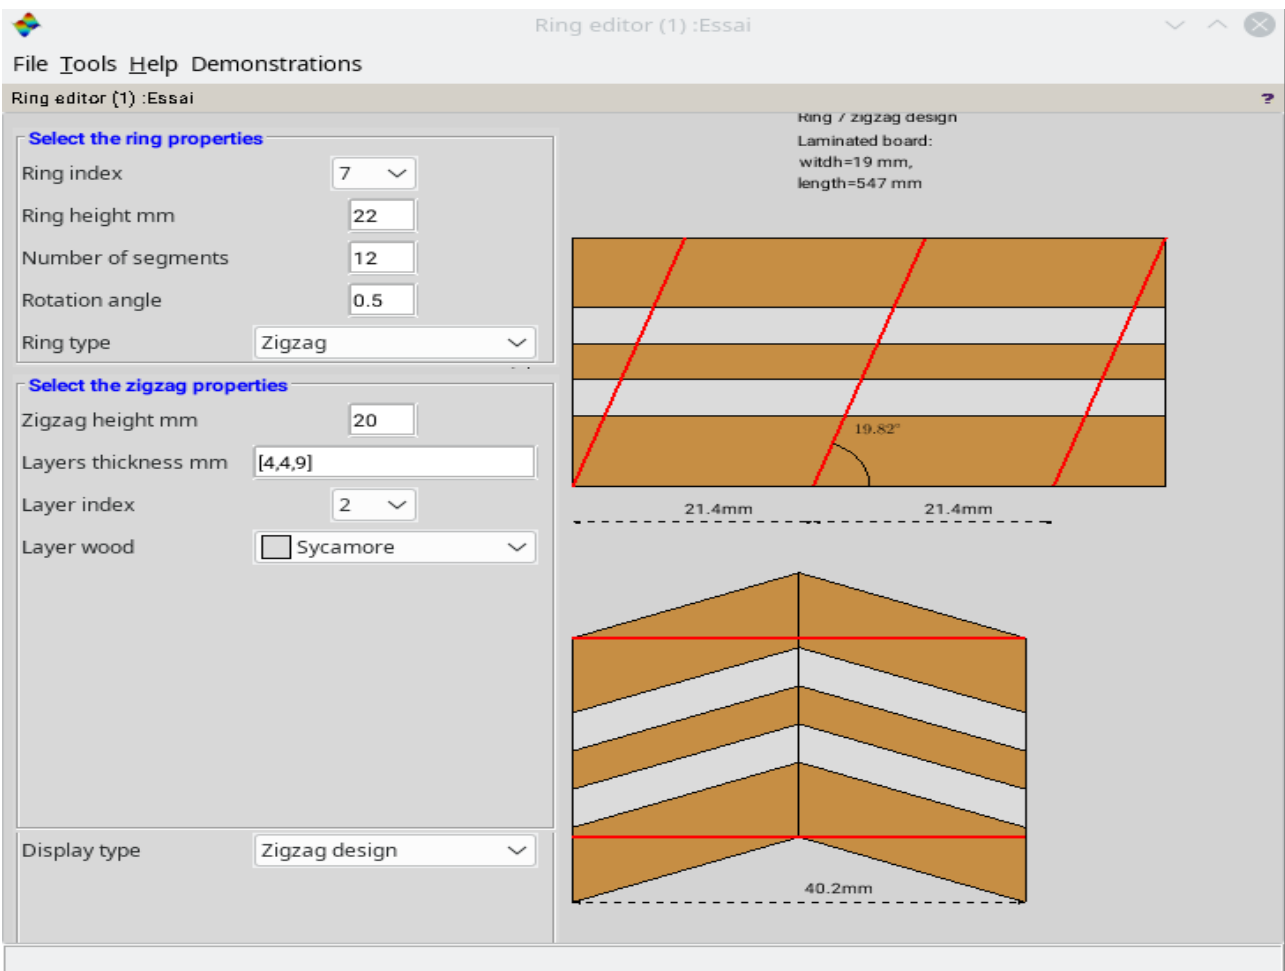 Ring editor (1) :Essai
File Tools Help Demonstrations
Ring editor (1) :Essai ?
Select the ring properties
Ring index 7
Ring height mm 22
Number of segments 12
Rotation angle 0.5
Ring type Zigzag
Select the zigzag properties
Zigzag height mm 20
Layers thickness mm [4,4,9]
Layer index 2
Layer wood Sycamore
Display type Zigzag design
Ring 7 zigzag design
Laminated board:
witdh=19 mm,
length=547 mm
19.82°
21.4mm 21.4mm
40.2mm